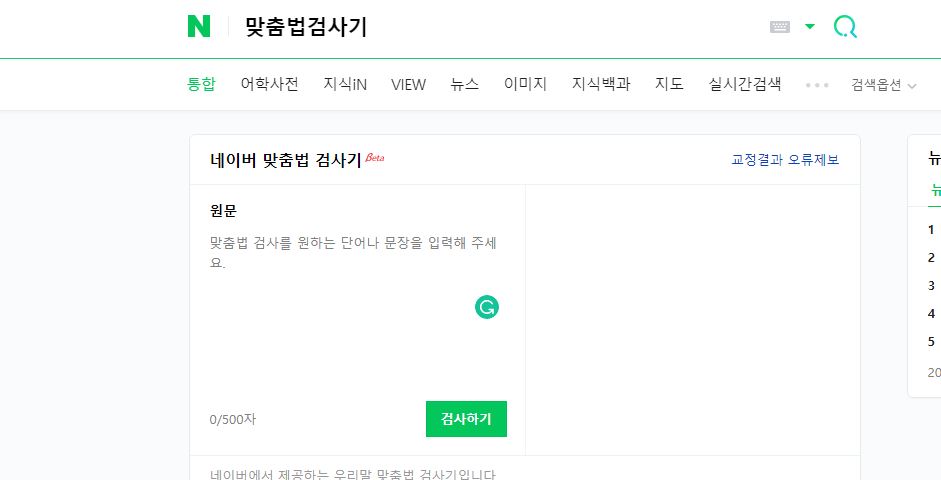 N 맞춤법검사기
통합 어학사전 지식iN VIEW 뉴스 이미지 지식백과 지도 실시간검색 검색옵션
네이버 맞춤법 검사기 Beta 교정결과 오류제보
원문
맞춤법 검사를 원하는 단어나 문장을 입력해 주세
요.
0/500자 검사하기
네이버에서 제공하는 우리말 맞춤법 검사기입니다
뉴
뉴
1
2
3
4
5
20